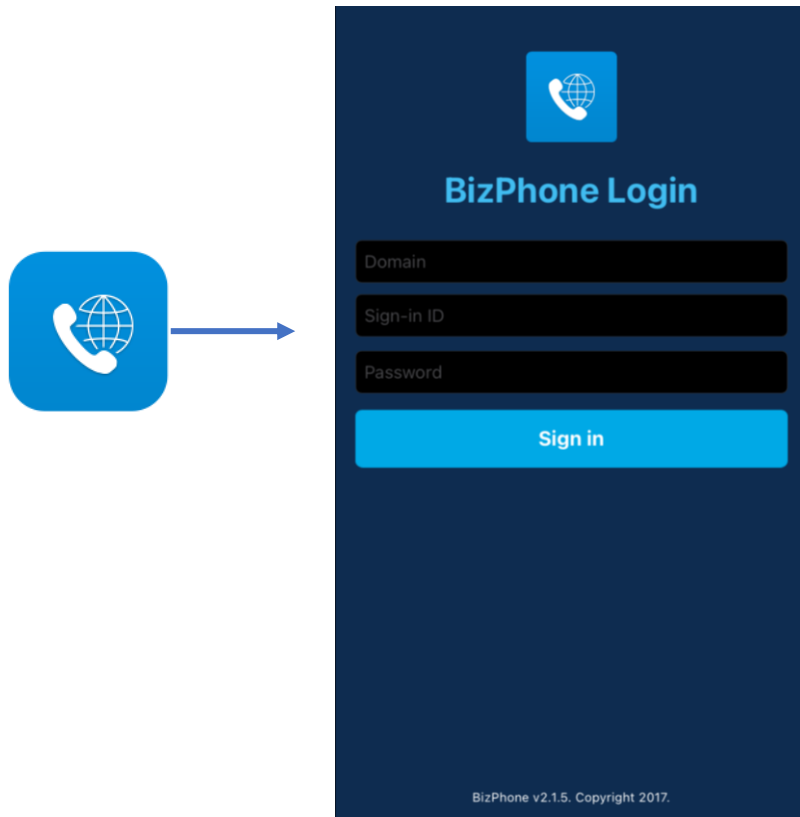 BizPhone Login
Domain
Sign-in ID
Password
Sign in
BizPhone v2.1.5. Copyright 2017.